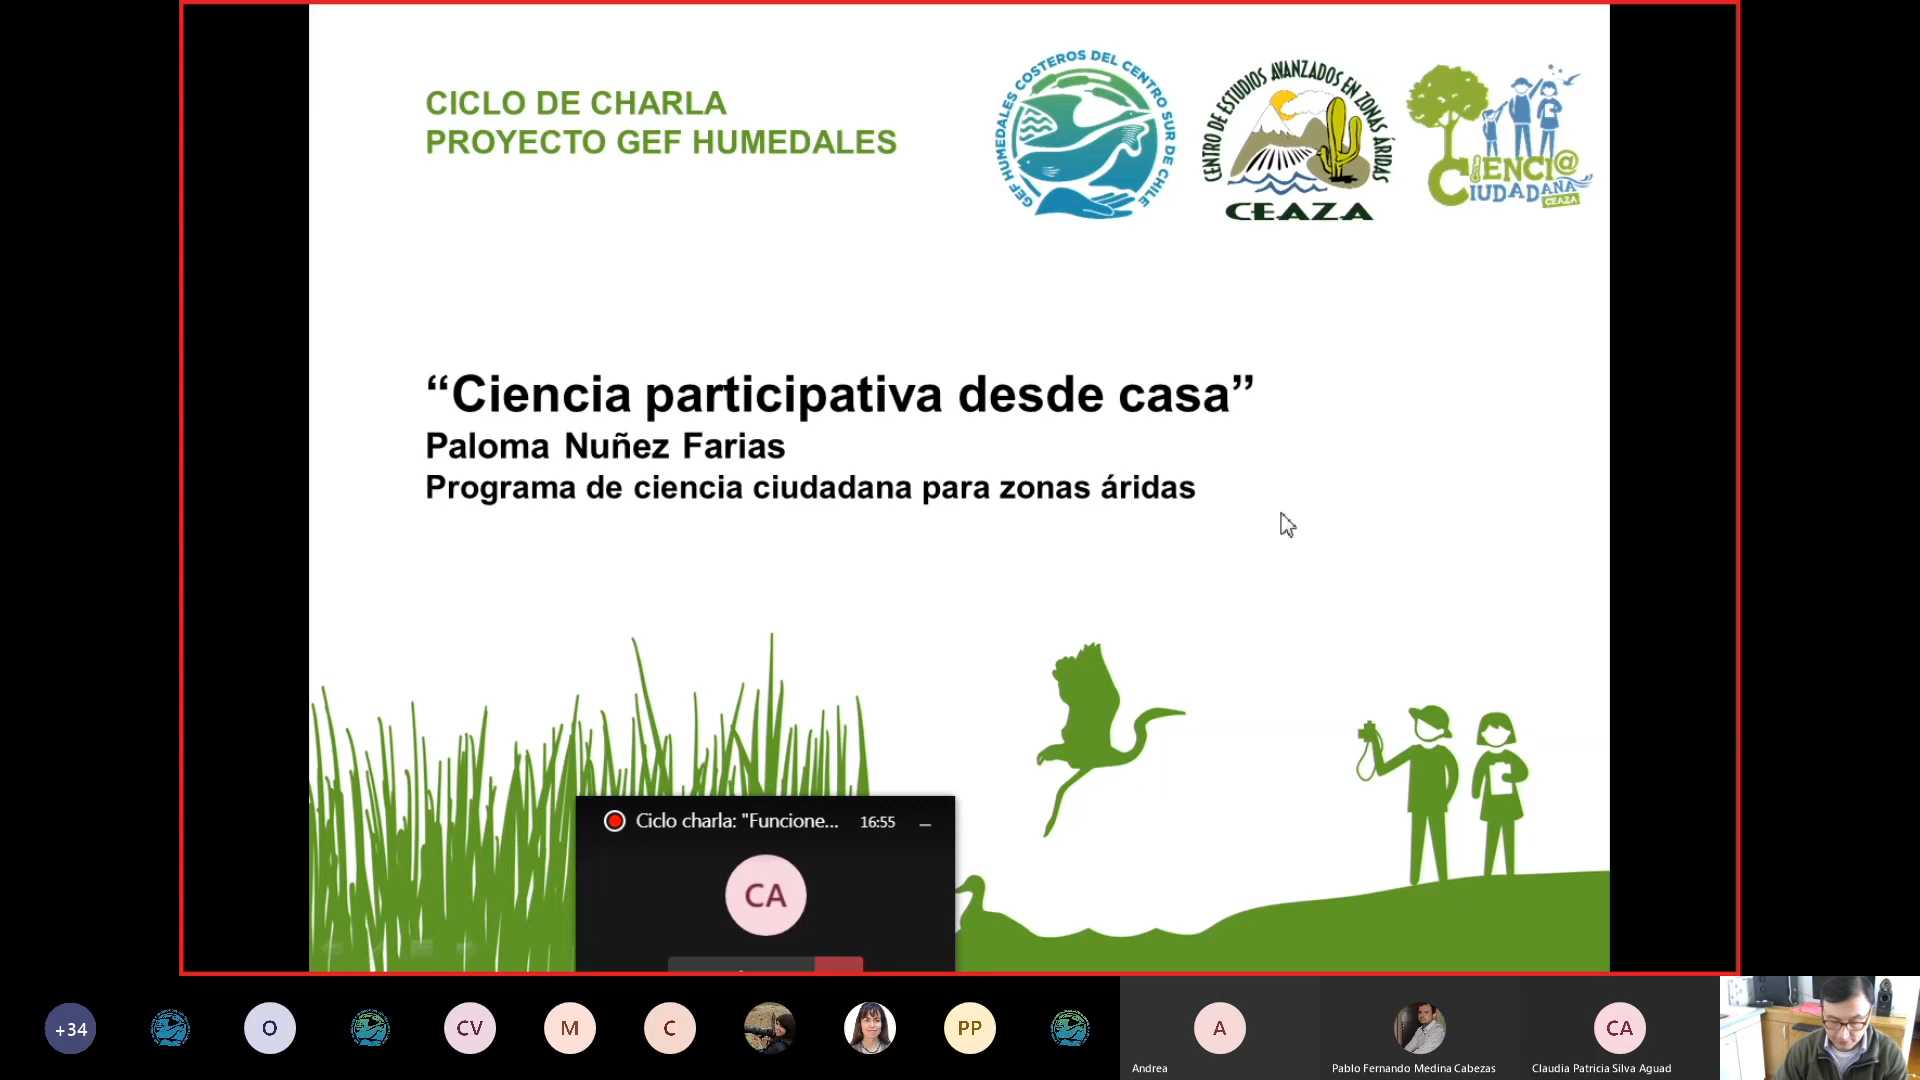 CICLO DE CHARLA
PROYECTO GEF HUMEDALES
GEF HUMEDALES COSTEROS DEL CENTRO SUR DE CHILE
CENTRO DE ESTUDIOS AVANZADOS EN ZONAS ÁRIDAS
CEAZA
CIENCI@
CIUDADANA
CEAZA
“Ciencia participativa desde casa”
Paloma Nuñez Farias
Programa de ciencia ciudadana para zonas áridas
Ciclo charla: "Funcione... 16:55
CA
+34
O
CV
M
C
PP
A
CA
Andrea
Pablo Fernando Medina Cabezas
Claudia Patricia Silva Aguad